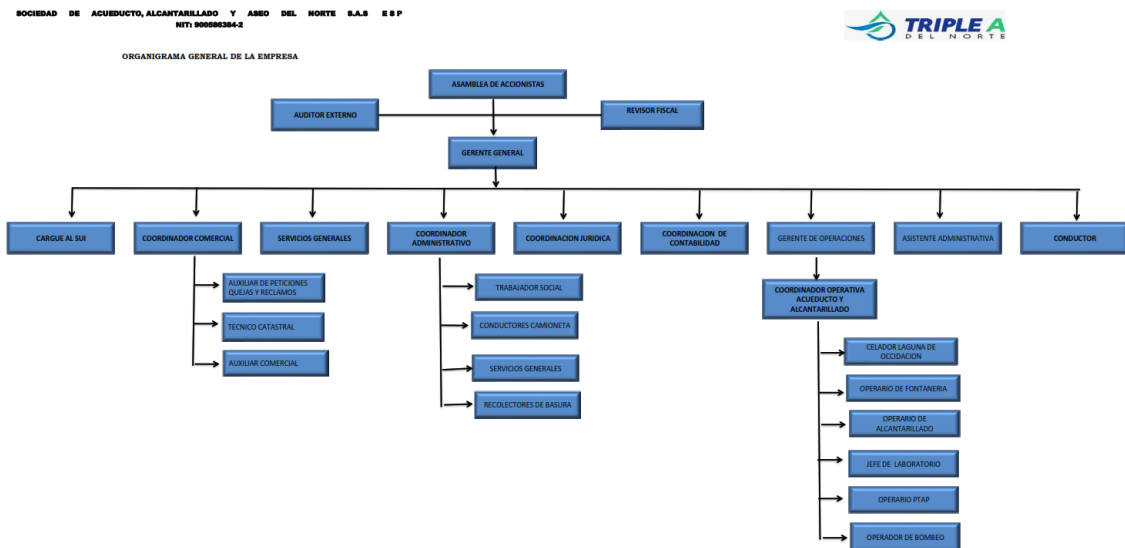 SOCIEDAD DE ACUEDUCTO, ALCANTARILLADO Y ASEO DEL NORTE S.A.S E S P
NIT: 900586384-2
TRIPLE A
DEL NORTE
ORGANIGRAMA GENERAL DE LA EMPRESA
ASAMBLEA DE ACCIONISTAS
AUDITOR EXTERNO
REVISOR FISCAL
GERENTE GENERAL
CARGUE AL SUI
COORDINADOR COMERCIAL
SERVICIOS GENERALES
COORDINADOR
ADMINISTRATIVO
COORDINACION JURIDICA
COORDINACION DE
CONTABILIDAD
GERENTE DE OPERACIONES
ASISTENTE ADMINISTRATIVA
CONDUCTOR
AUXILIAR DE PETICIONES
QUEJAS Y RECLAMOS
TECNICO CATASTRAL
AUXILIAR COMERCIAL
TRABAJADOR SOCIAL
CONDUCTORES CAMIONETA
SERVICIOS GENERALES
RECOLECTORES DE BASURA
COORDINADOR OPERATIVA
ACUEDUCTO Y
ALCANTARILLADO
CELADOR LAGUNA DE
OCCIDACION
OPERARIO DE FONTANERIA
OPERARIO DE
ALCANTARILLADO
JEFE DE LABORATORIO
OPERARIO PTAP
OPERADOR DE BOMBEO